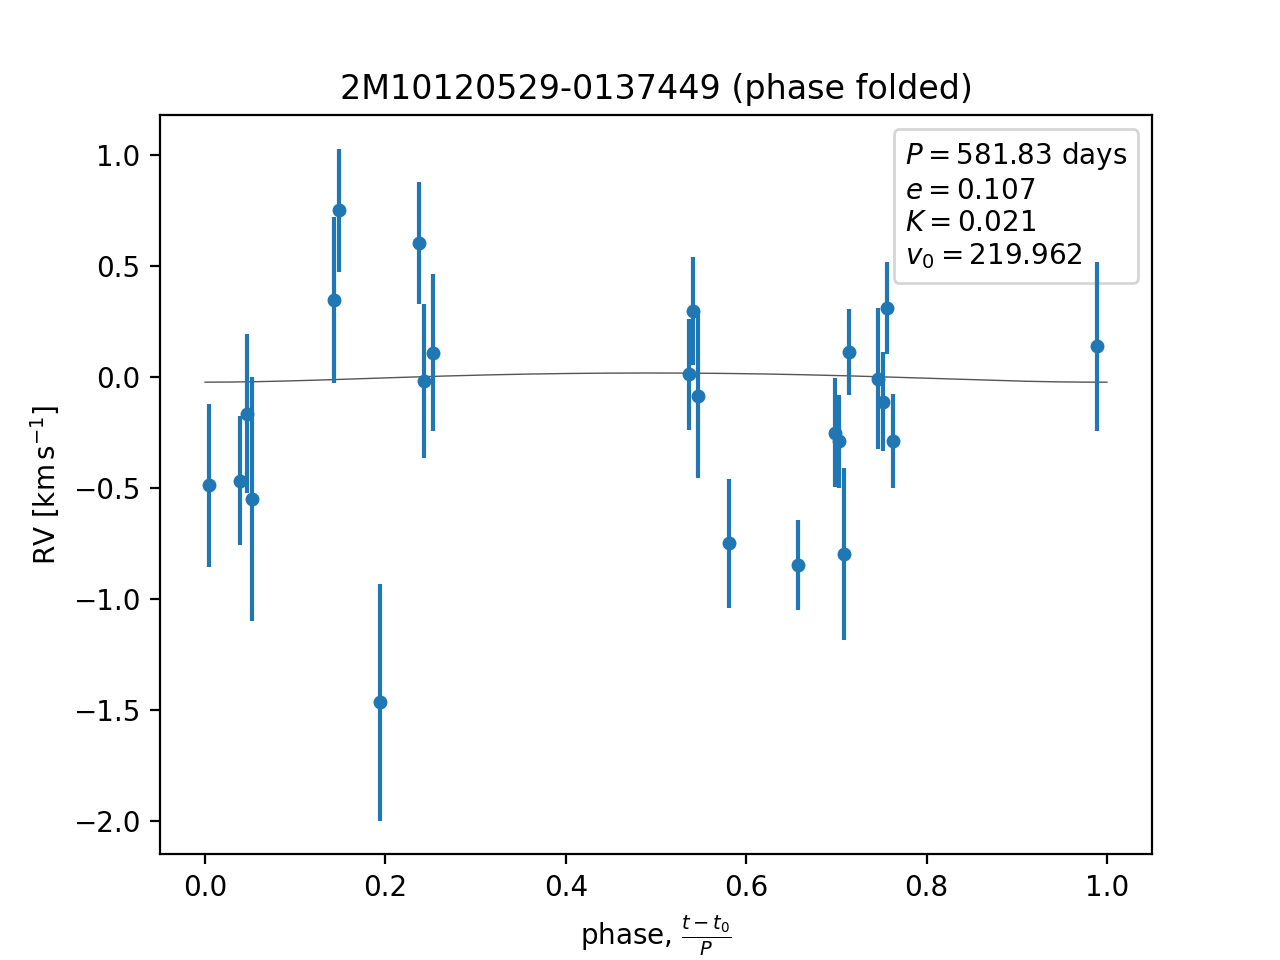 2M10120529-0137449 (phase folded)
P = 581.83 days
e = 0.107
K = 0.021
v₀ = 219.962
1.0
0.5
0.0
−0.5
−1.0
−1.5
−2.0
RV [km s⁻¹]
0.0 0.2 0.4 0.6 0.8 1.0
phase, (t − t₀)/P